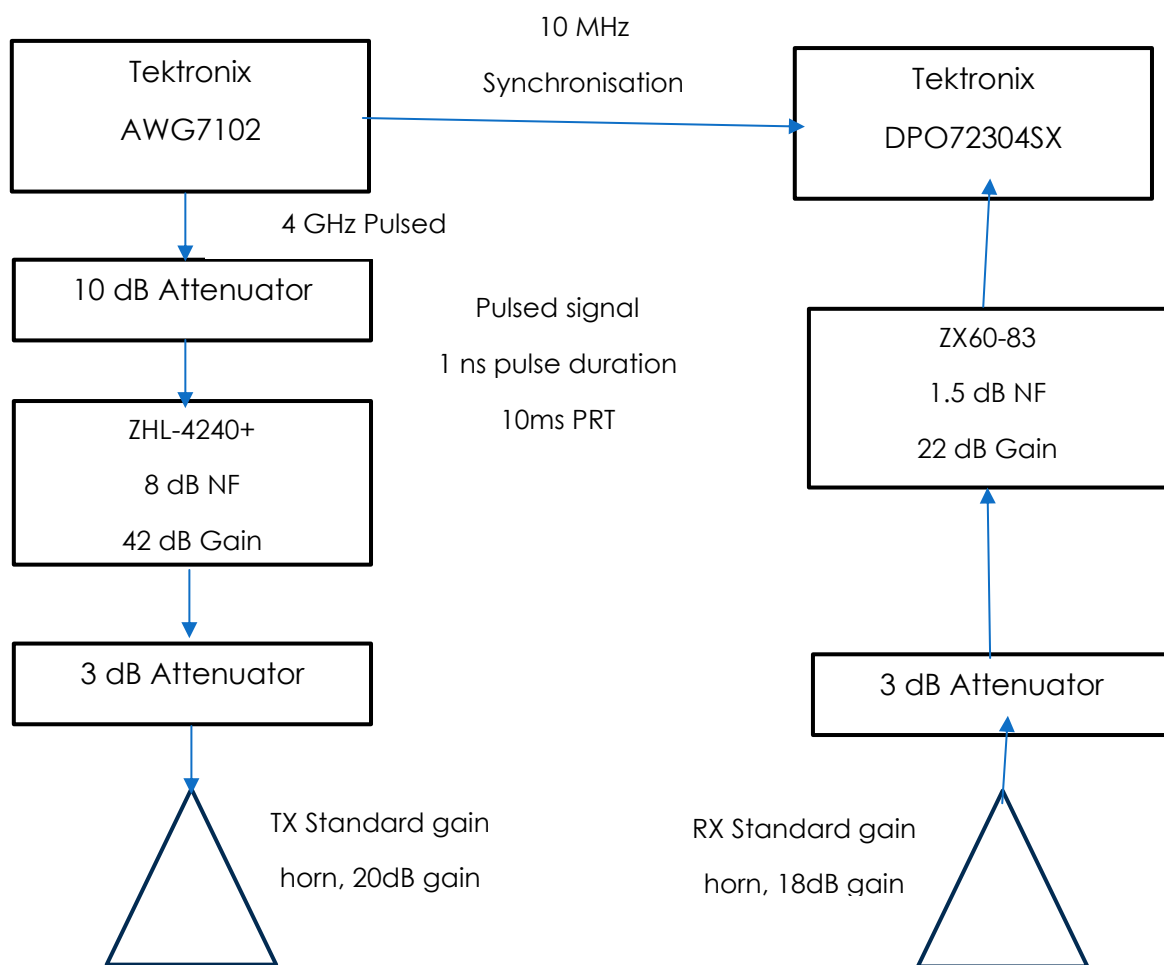 10 MHz
Synchronisation
Tektronix
AWG7102
Tektronix
DPO72304SX
4 GHz Pulsed
10 dB Attenuator
Pulsed signal
1 ns pulse duration
10ms PRT
ZHL-4240+
8 dB NF
42 dB Gain
ZX60-83
1.5 dB NF
22 dB Gain
3 dB Attenuator
3 dB Attenuator
TX Standard gain
horn, 20dB gain
RX Standard gain
horn, 18dB gain